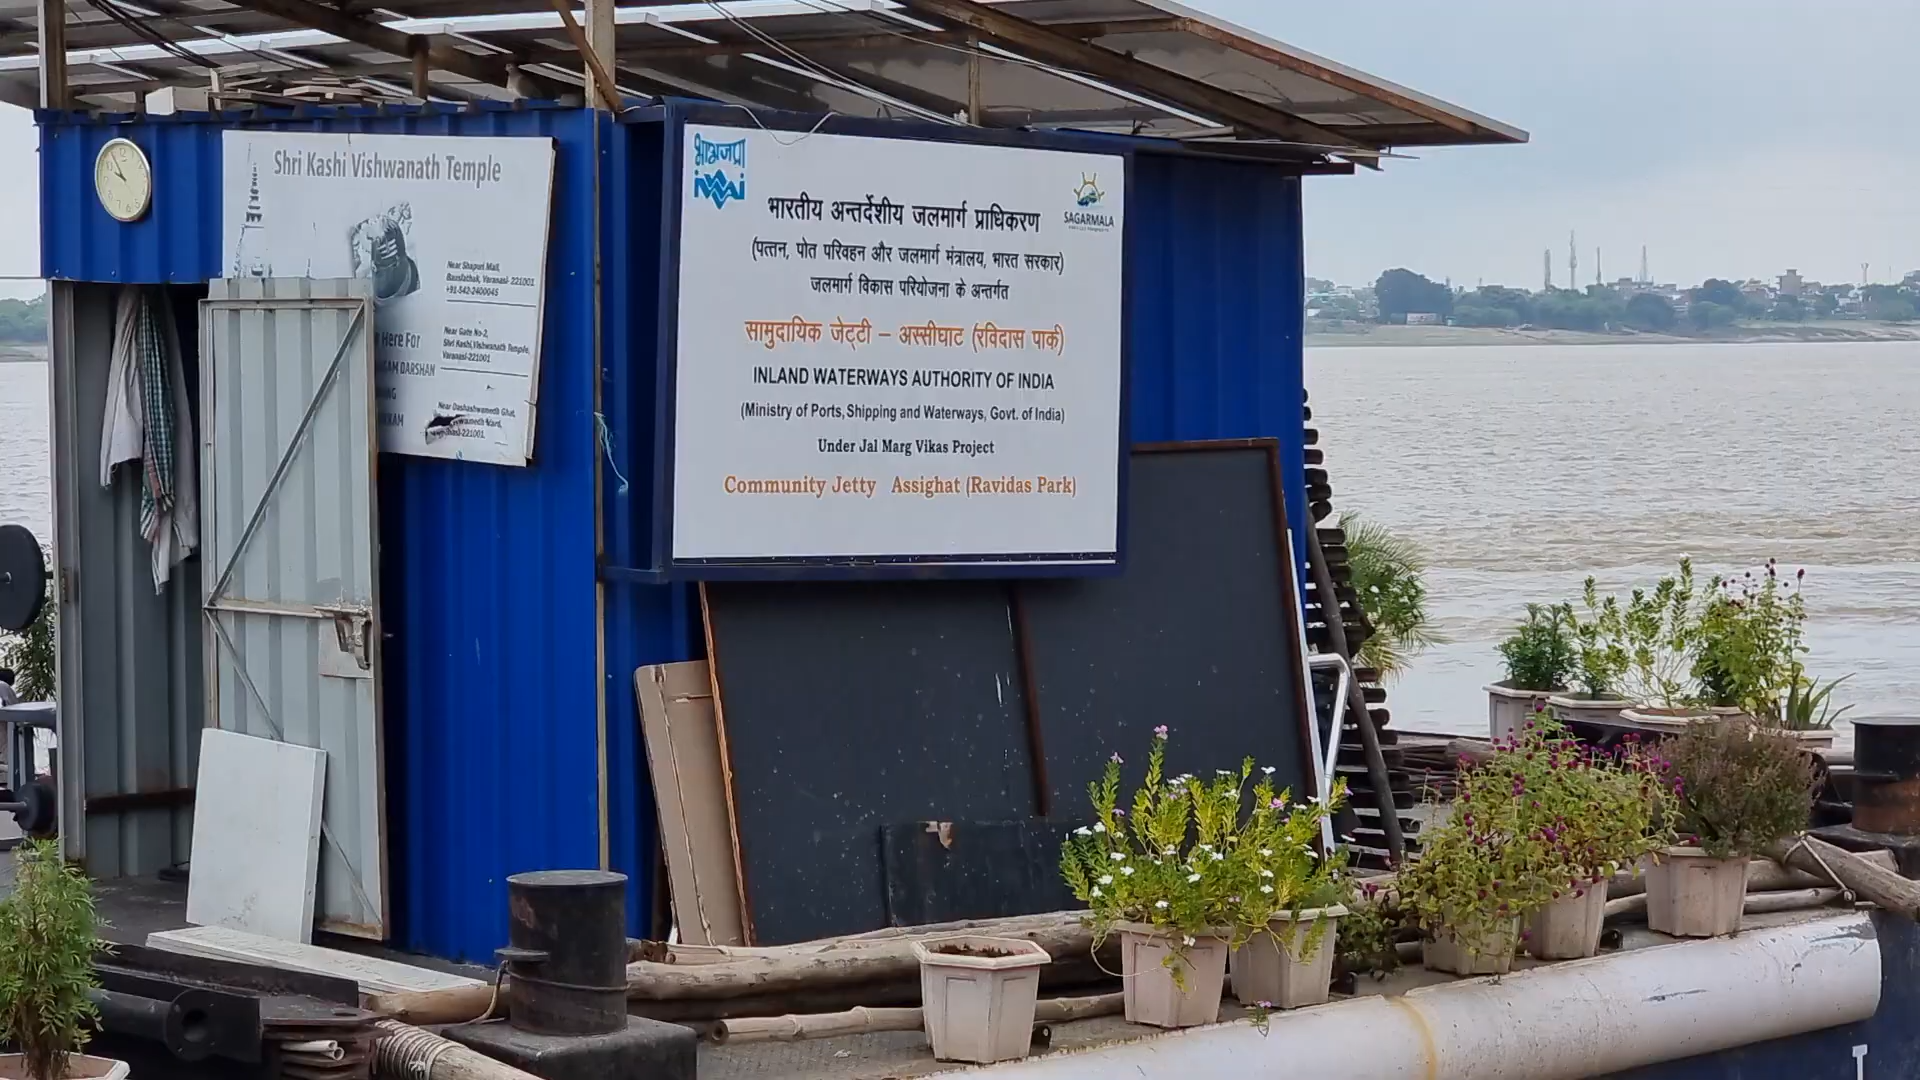 Shri Kashi Vishwanath Temple
Near Shapuri Mall,
Bansfathak, Varanasi- 221001
+91-542-2400045
Near Gate No-2,
Shri Kashi Vishwanath Temple,
Varanasi-221001
Here For
DARSHAN
Near Dashashwamedh Ghat,
भाअजप्रा
iwai
SAGARMALA
भारतीय अन्तर्देशीय जलमार्ग प्राधिकरण
(पत्तन, पोत परिवहन और जलमार्ग मंत्रालय, भारत सरकार)
जलमार्ग विकास परियोजना के अन्तर्गत
सामुदायिक जेट्टी – अस्सीघाट (रविदास पार्क)
INLAND WATERWAYS AUTHORITY OF INDIA
(Ministry of Ports, Shipping and Waterways, Govt. of India)
Under Jal Marg Vikas Project
Community Jetty Assighat (Ravidas Park)